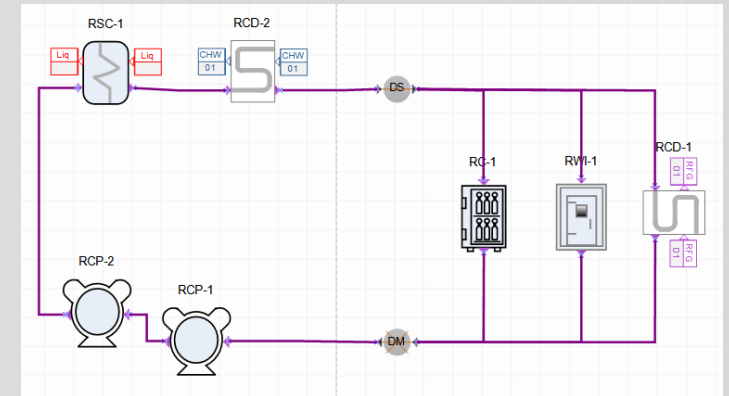 RSC-1
RCD-2
Liq
Liq
CHW
01
CHW
01
DS
RC-1
RWI-1
RCD-1
RFG
01
RFG
01
RCP-2
RCP-1
DM